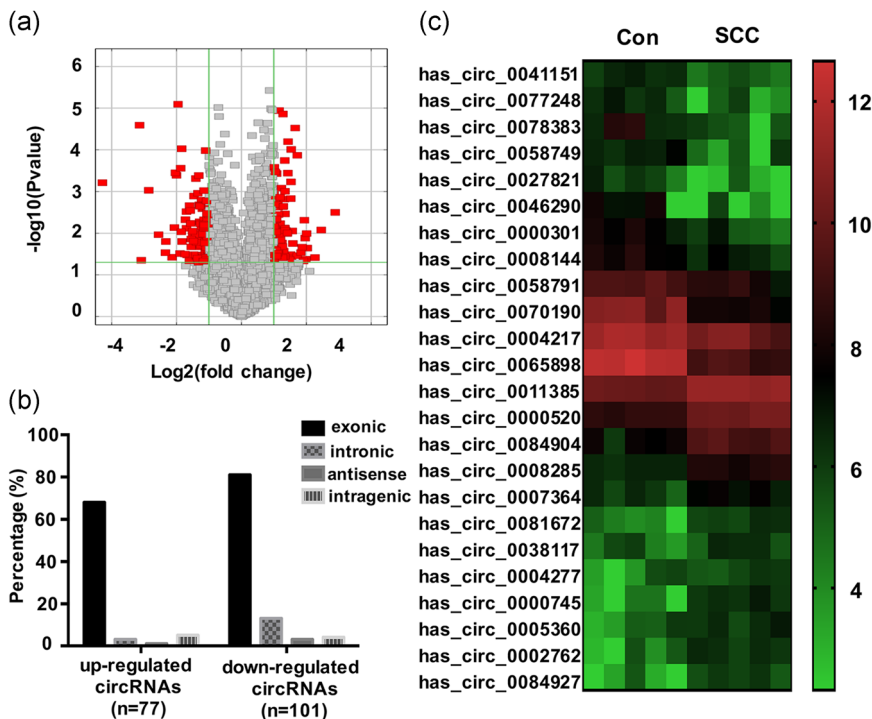 (a)
6
5
4
3
2
1
0
-log10(Pvalue)
-4
-2
0
2
4
Log2(fold change)
(b)
exonic
intronic
antisense
intragenic
100
80
60
40
20
0
Percentage (%)
up-regulated
circRNAs
(n=77)
down-regulated
circRNAs
(n=101)
(c)
Con SCC
has_circ_0041151
has_circ_0077248
has_circ_0078383
has_circ_0058749
has_circ_0027821
has_circ_0046290
has_circ_0000301
has_circ_0008144
has_circ_0058791
has_circ_0070190
has_circ_0004217
has_circ_0065898
has_circ_0011385
has_circ_0000520
has_circ_0084904
has_circ_0008285
has_circ_0007364
has_circ_0081672
has_circ_0038117
has_circ_0004277
has_circ_0000745
has_circ_0005360
has_circ_0002762
has_circ_0084927
12
10
8
6
4